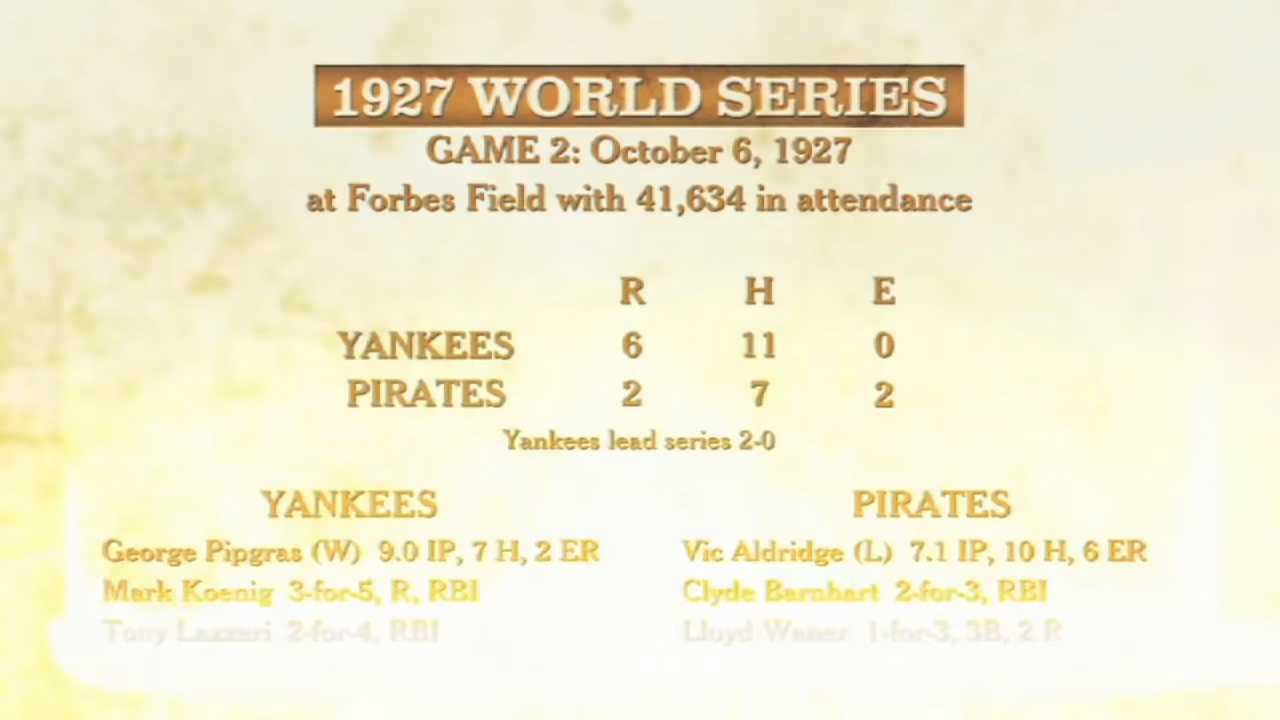 1927 WORLD SERIES
GAME 2: October 6, 1927
at Forbes Field with 41,634 in attendance
R H E
YANKEES 6 11 0
PIRATES 2 7 2
Yankees lead series 2-0
YANKEES PIRATES
George Pipgras (W) 9.0 IP, 7 H, 2 ER Vic Aldridge (L) 7.1 IP, 10 H, 6 ER
Mark Koenig 3-for-5, R, RBI Clyde Barnhart 2-for-3, RBI
Tony Lazzeri 2-for-4, RBI Lloyd Waner 1-for-3, 3B, 2 R